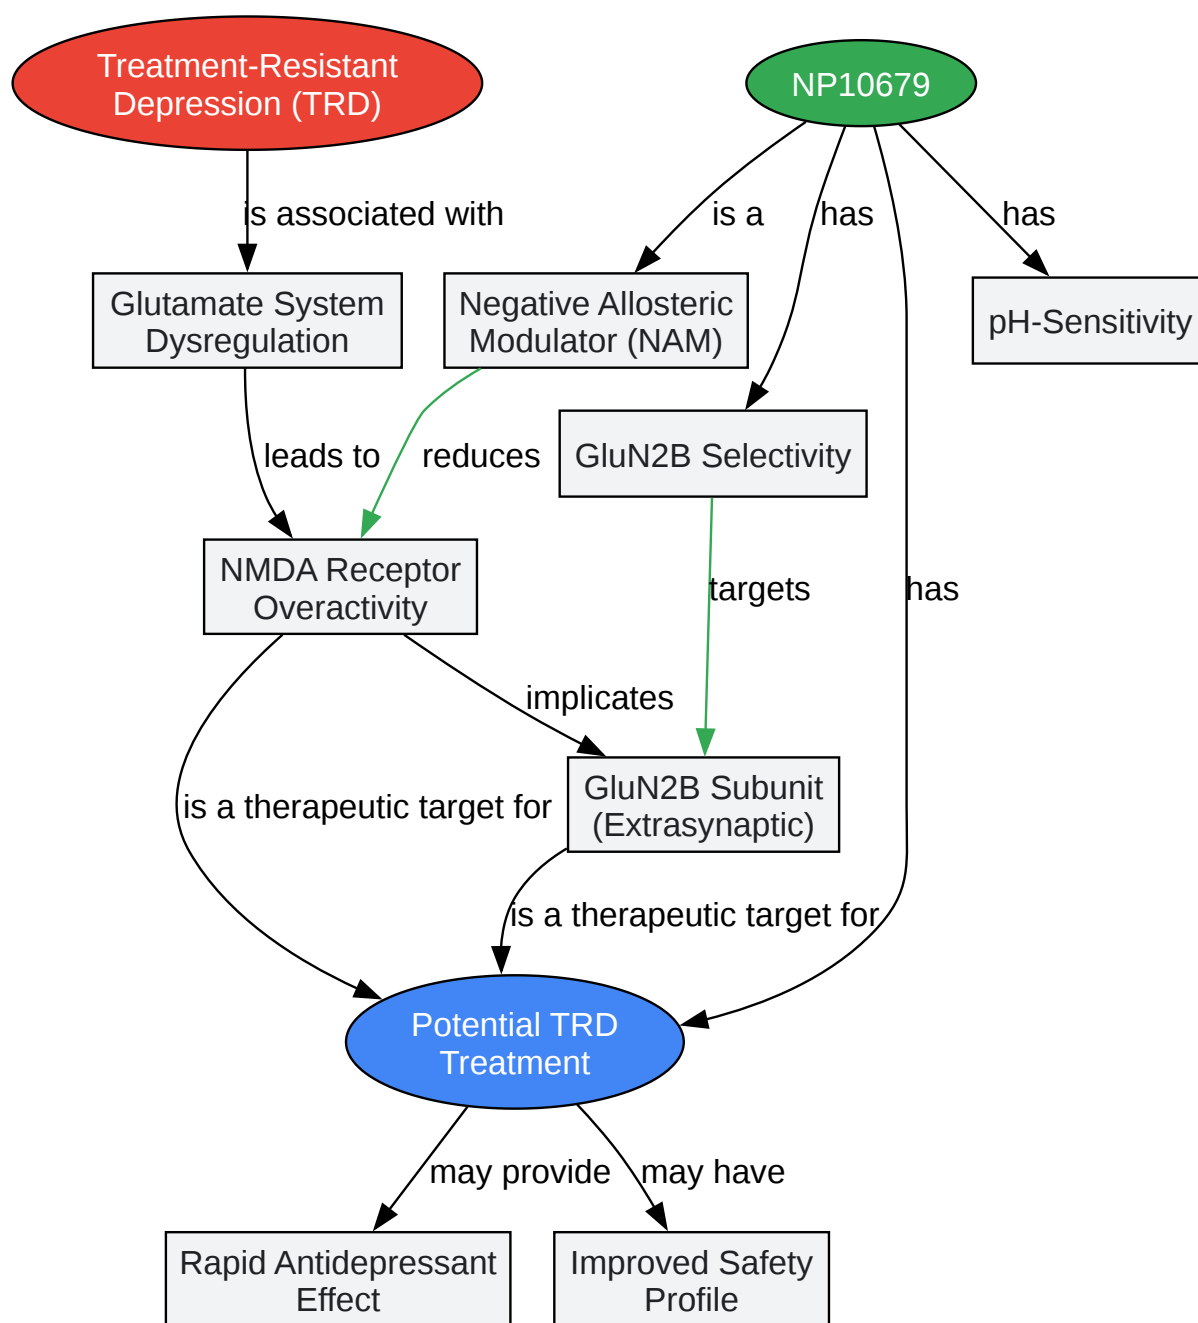 Treatment-Resistant
Depression (TRD)
NP10679
is associated with
is a
has
has
Glutamate System
Dysregulation
Negative Allosteric
Modulator (NAM)
pH-Sensitivity
leads to
reduces
GluN2B Selectivity
NMDA Receptor
Overactivity
targets
has
implicates
GluN2B Subunit
(Extrasynaptic)
is a therapeutic target for
is a therapeutic target for
Potential TRD
Treatment
may provide
may have
Rapid Antidepressant
Effect
Improved Safety
Profile